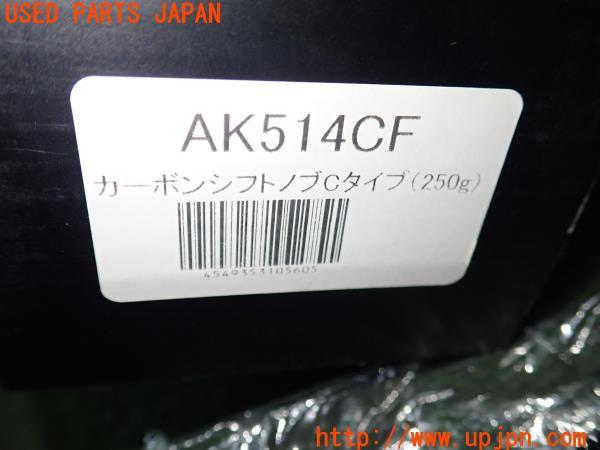 USED PARTS JAPAN
AK514CF
カーボンシフトノブCタイプ(250g)
4549353105605
http://www.upjpn.com